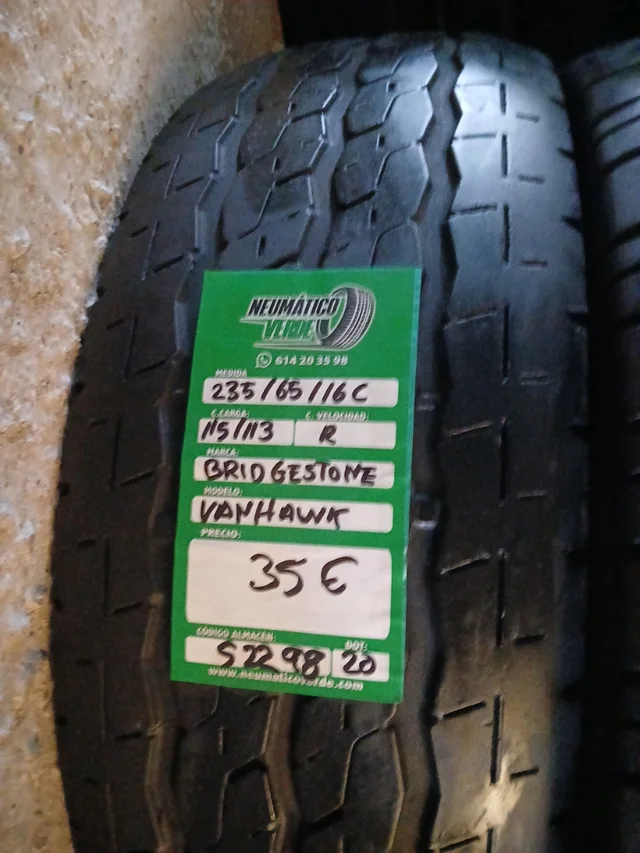 NEUMÁTICO
VERDE
614 20 35 98
MEDIDA
235/65/16C
C.CARGA: C. VELOCIDAD:
115/113 R
MARCA:
BRIDGESTONE
MODELO:
VANHAWK
PRECIO:
35 €
CÓDIGO ALMACÉN: DOT:
S2298 20
www.neumaticoverde.com